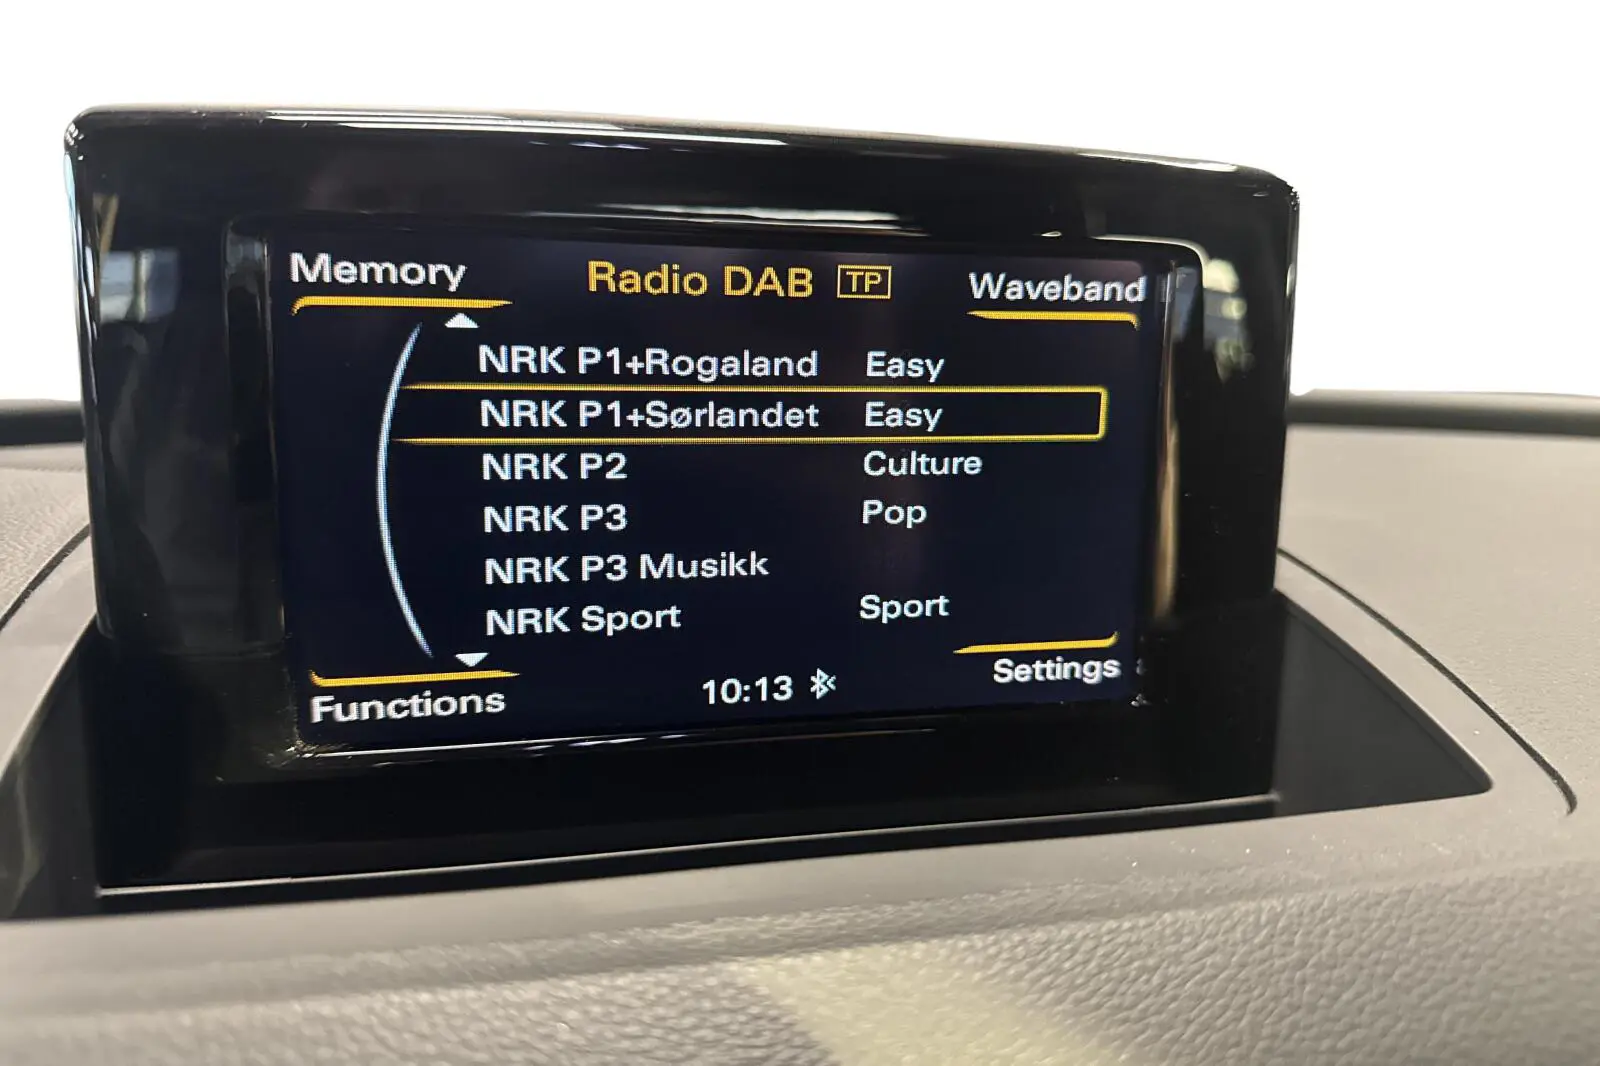 Memory Radio DAB TP Waveband
NRK P1+Rogaland Easy
NRK P1+Sørlandet Easy
NRK P2 Culture
NRK P3 Pop
NRK P3 Musikk
NRK Sport Sport
Functions 10:13 Settings